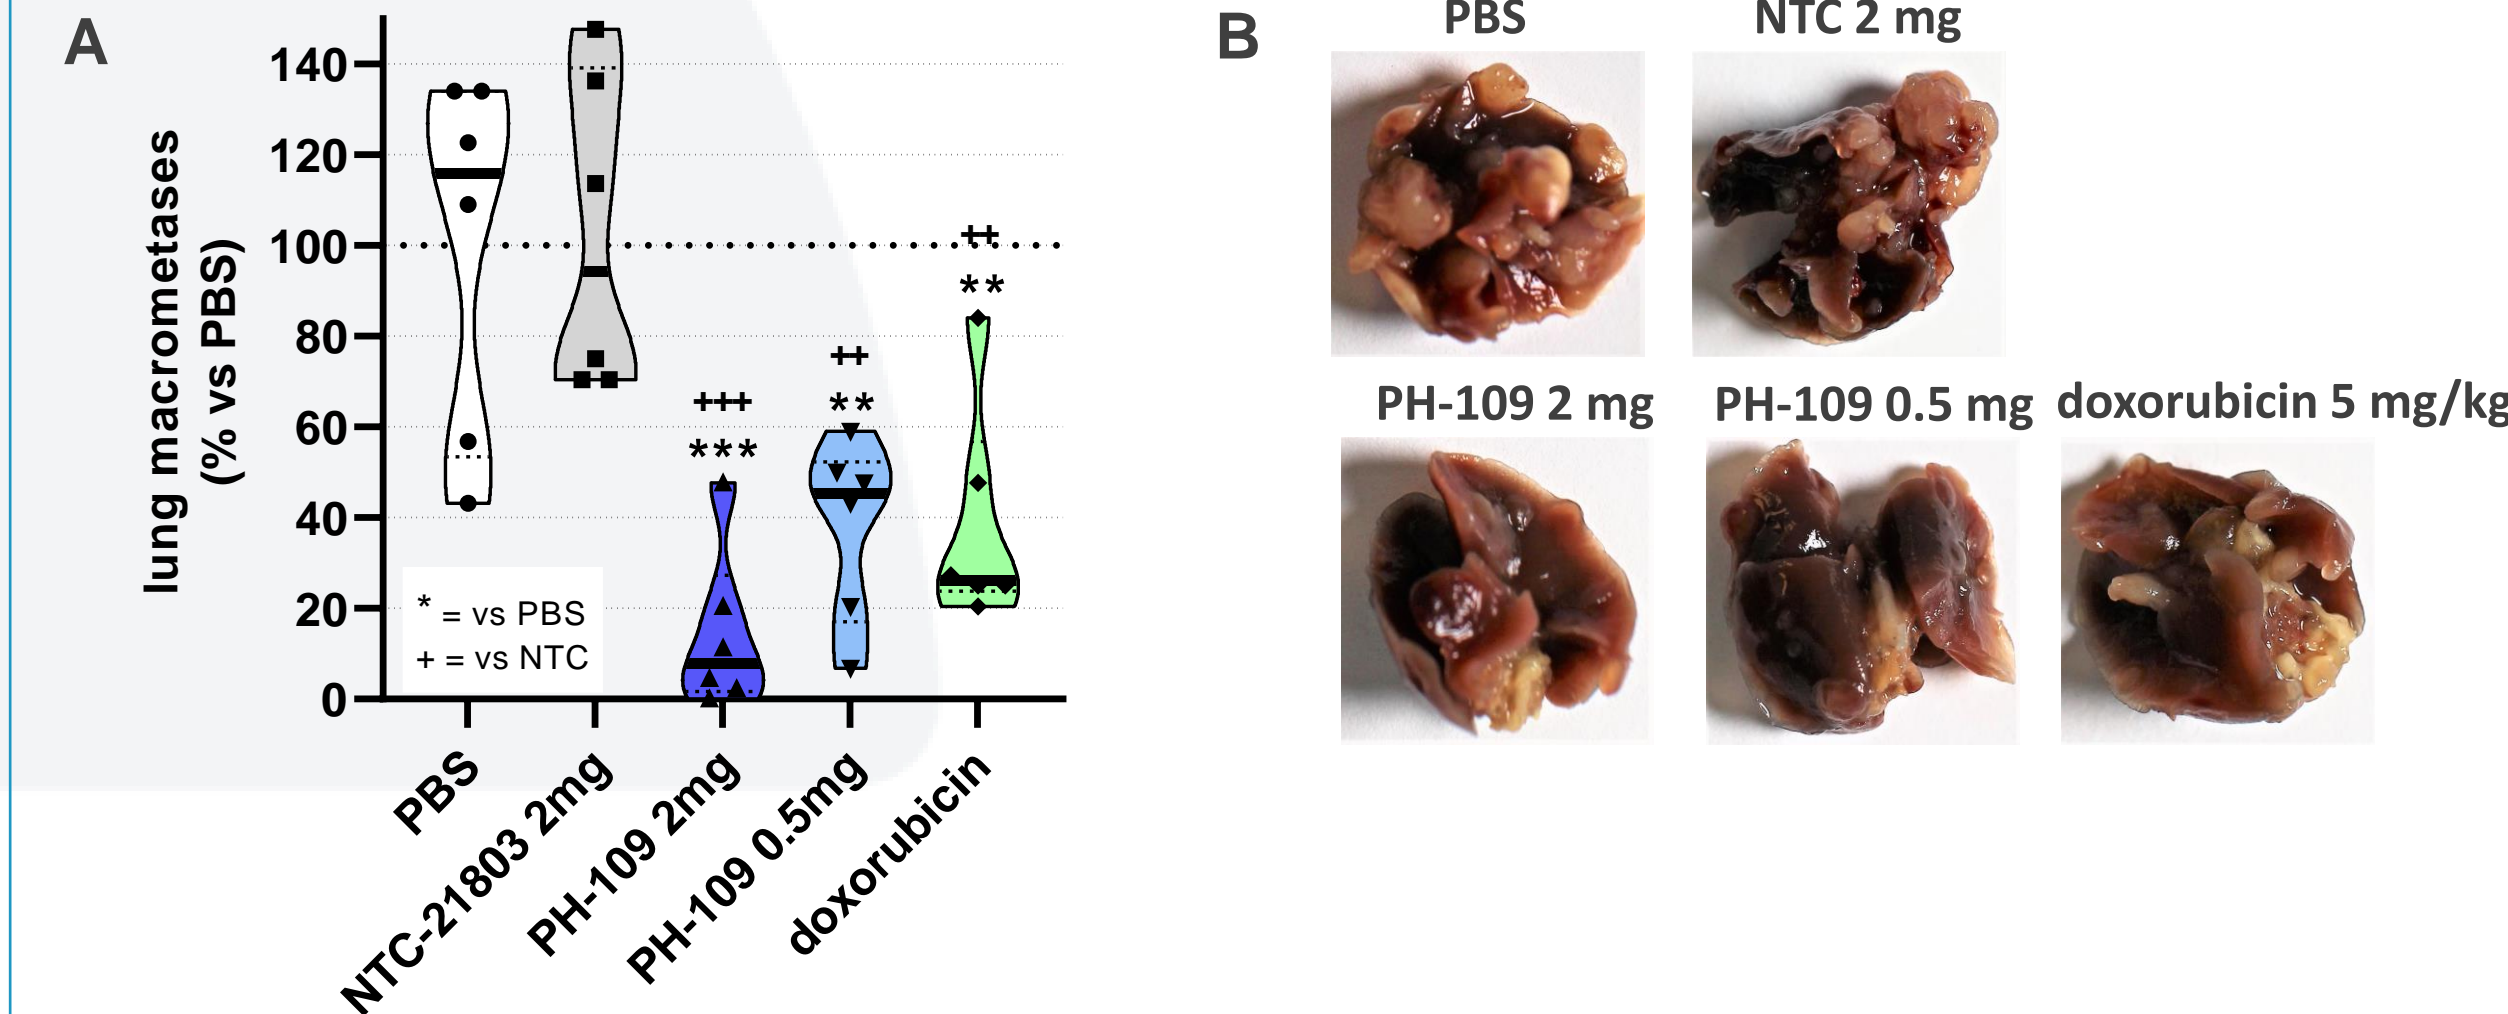 A
lung macrometases
(% vs PBS)
140
120
100
80
60
40
20
0
++
**
++
**
+++
***
* = vs PBS
+ = vs NTC
PBS
NTC-21803 2mg
PH-109 2mg
PH-109 0.5mg
doxorubicin
B
PBS
NTC 2 mg
PH-109 2 mg
PH-109 0.5 mg
doxorubicin 5 mg/kg